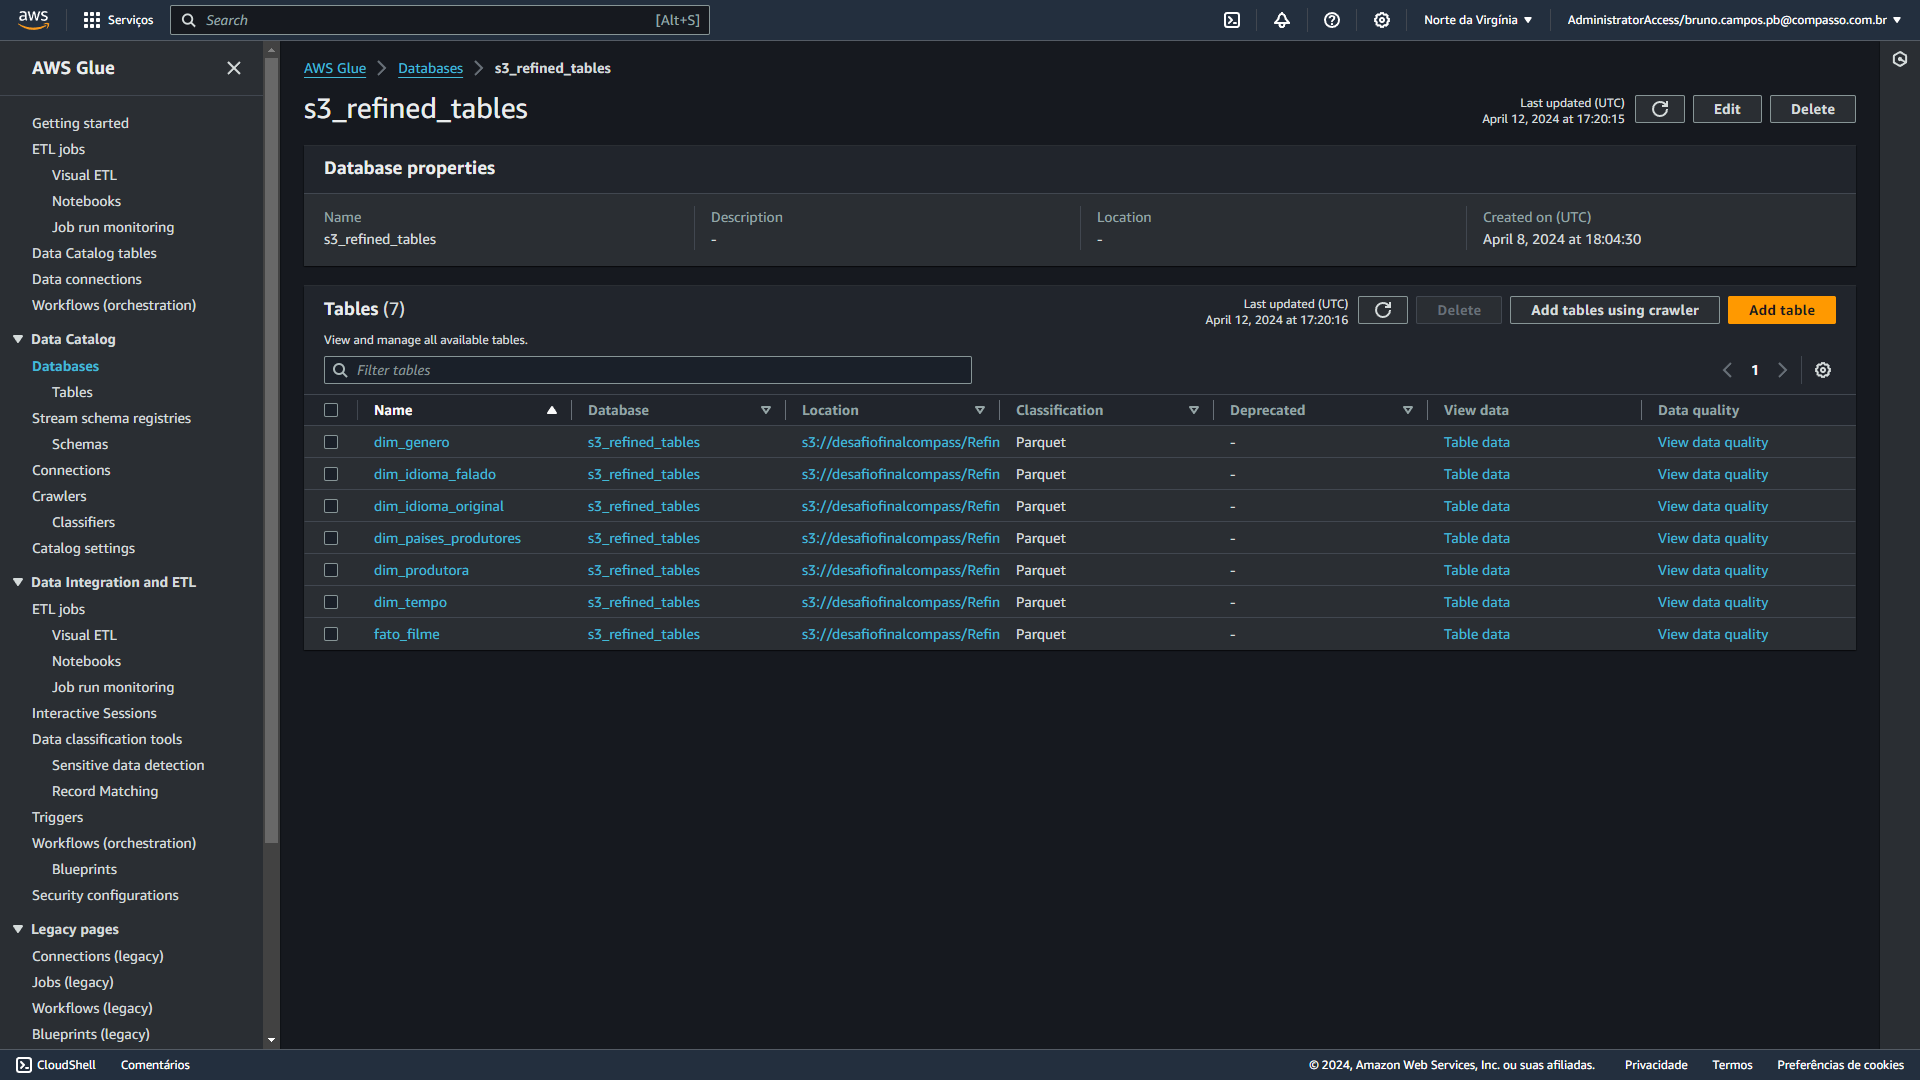 aws
Serviços
Search
[Alt+S]
Norte da Virgínia
AdministratorAccess/bruno.campos.pb@compasso.com.br
AWS Glue
Getting started
ETL jobs
Visual ETL
Notebooks
Job run monitoring
Data Catalog tables
Data connections
Workflows (orchestration)
Data Catalog
Databases
Tables
Stream schema registries
Schemas
Connections
Crawlers
Classifiers
Catalog settings
Data Integration and ETL
ETL jobs
Visual ETL
Notebooks
Job run monitoring
Interactive Sessions
Data classification tools
Sensitive data detection
Record Matching
Triggers
Workflows (orchestration)
Blueprints
Security configurations
Legacy pages
Connections (legacy)
Jobs (legacy)
Workflows (legacy)
Blueprints (legacy)
AWS Glue
Databases
s3_refined_tables
s3_refined_tables
Last updated (UTC)
April 12, 2024 at 17:20:15
Edit
Delete
Database properties
Name
s3_refined_tables
Description
-
Location
-
Created on (UTC)
April 8, 2024 at 18:04:30
Tables (7)
View and manage all available tables.
Last updated (UTC)
April 12, 2024 at 17:20:16
Delete
Add tables using crawler
Add table
Filter tables
1
Name Database Location Classification Deprecated View data Data quality
dim_genero s3_refined_tables s3://desafiofinalcompass/Refin Parquet - Table data View data quality
dim_idioma_falado s3_refined_tables s3://desafiofinalcompass/Refin Parquet - Table data View data quality
dim_idioma_original s3_refined_tables s3://desafiofinalcompass/Refin Parquet - Table data View data quality
dim_paises_produtores s3_refined_tables s3://desafiofinalcompass/Refin Parquet - Table data View data quality
dim_produtora s3_refined_tables s3://desafiofinalcompass/Refin Parquet - Table data View data quality
dim_tempo s3_refined_tables s3://desafiofinalcompass/Refin Parquet - Table data View data quality
fato_filme s3_refined_tables s3://desafiofinalcompass/Refin Parquet - Table data View data quality
CloudShell
Comentários
© 2024, Amazon Web Services, Inc. ou suas afiliadas.
Privacidade
Termos
Preferências de cookies